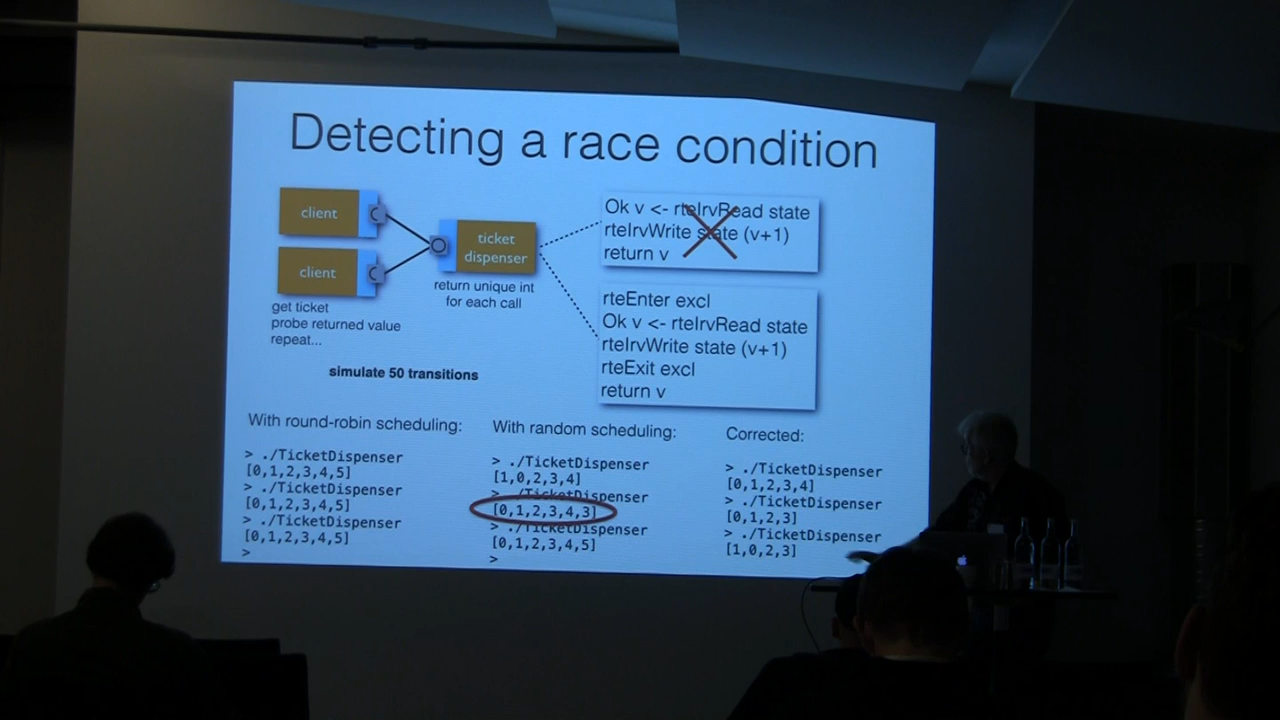 Detecting a race condition
client
client
ticket
dispenser
return unique int
for each call
get ticket
probe returned value
repeat...
simulate 50 transitions
Ok v <- rteIrvRead state
rteIrvWrite state (v+1)
return v
rteEnter excl
Ok v <- rteIrvRead state
rteIrvWrite state (v+1)
rteExit excl
return v
With round-robin scheduling:
> ./TicketDispenser
[0,1,2,3,4,5]
> ./TicketDispenser
[0,1,2,3,4,5]
> ./TicketDispenser
[0,1,2,3,4,5]
>
With random scheduling:
> ./TicketDispenser
[1,0,2,3,4]
> ./TicketDispenser
[0,1,2,3,4,3]
> ./TicketDispenser
[0,1,2,3,4,5]
>
Corrected:
> ./TicketDispenser
[0,1,2,3,4]
> ./TicketDispenser
[0,1,2,3]
> ./TicketDispenser
[1,0,2,3]